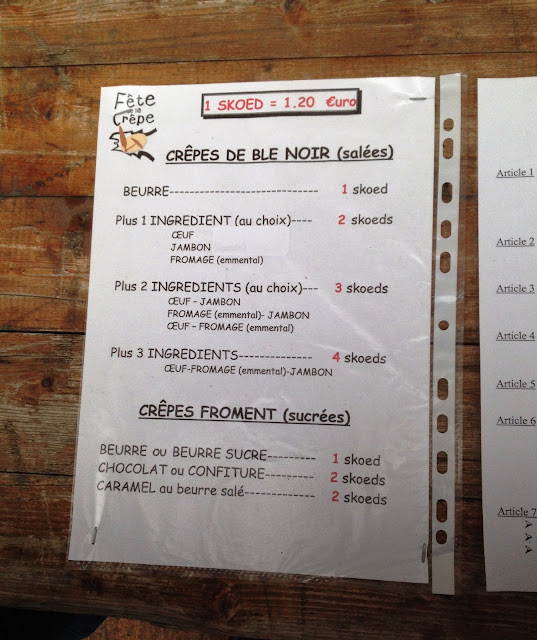 Fête
de la
Crêpe
1 SKOED = 1,20 €uro
CRÊPES DE BLE NOIR (salées)
BEURRE------------------------------ 1 skoed
Plus 1 INGREDIENT (au choix)---- 2 skoeds
ŒUF
JAMBON
FROMAGE (emmental)
Plus 2 INGREDIENTS (au choix)--- 3 skoeds
ŒUF – JAMBON
FROMAGE (emmental)- JAMBON
ŒUF – FROMAGE (emmental)
Plus 3 INGREDIENTS--------------- 4 skoeds
ŒUF-FROMAGE (emmental)-JAMBON
CRÊPES FROMENT (sucrées)
BEURRE ou BEURRE SUCRE--------- 1 skoed
CHOCOLAT ou CONFITURE---------- 2 skoeds
CARAMEL au beurre salé------------- 2 skoeds
Article 1
Article 2
Article 3
Article 4
Article 5
Article 6
Article 7
A
A
A